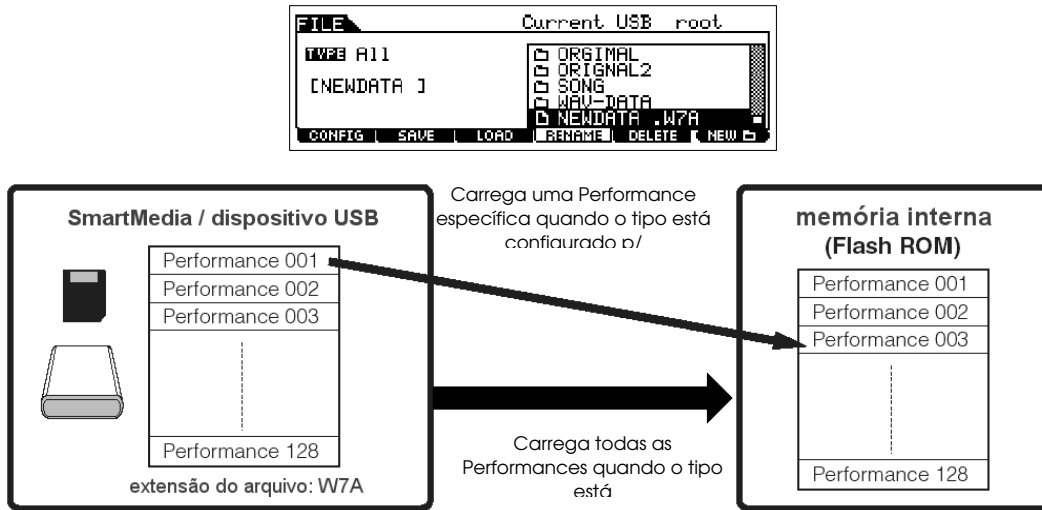 FILE Current USB root
TYPE All
[NEWDATA ]
ORGIMAL
ORIGNAL2
SONG
WAV-DATA
NEWDATA .W7A
CONFIG SAVE LOAD RENAME DELETE NEW
SmartMedia / dispositivo USB
Performance 001
Performance 002
Performance 003
Performance 128
extensão do arquivo: W7A
Carrega uma Performance
específica quando o tipo está
configurado p/
Carrega todas as
Performances quando o tipo
está
memória interna
(Flash ROM)
Performance 001
Performance 002
Performance 003
Performance 128